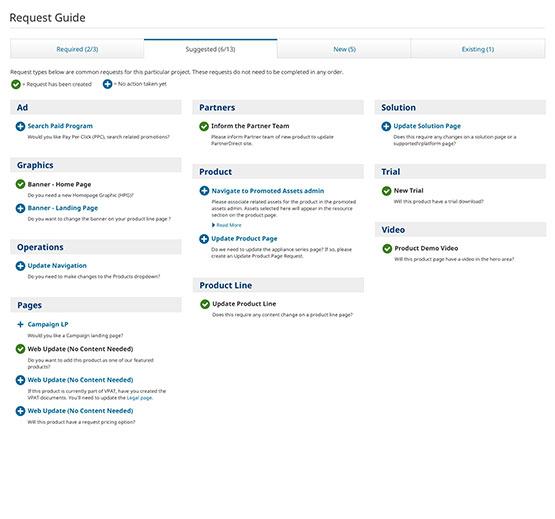 Request Guide
Required (2/3)
Suggested (6/13)
New (5)
Existing (1)
Request types below are common requests for this particular project. These requests do not need to be completed in any order.
= Request has been created
= No action taken yet
Ad
Search Paid Program
Would you like Pay Per Click (PPC), search related promotions?
Graphics
Banner - Home Page
Do you need a new Homepage Graphic (HPG)?
Banner - Landing Page
Do you want to change the banner on your product line page ?
Operations
Update Navigation
Do you need to make changes to the Products dropdown?
Pages
Campaign LP
Would you like a Campaign landing page?
Web Update (No Content Needed)
Do you want to add this product as one of our featured
products?
Web Update (No Content Needed)
If this product is currently part of VPAT, have you created the
VPAT documents. You'll need to update the Legal page.
Web Update (No Content Needed)
Will this product have a request pricing option?
Partners
Inform the Partner Team
Please inform Partner team of new product to update
PartnerDirect site.
Product
Navigate to Promoted Assets admin
Please associate related assets for the product in the promoted
assets admin. Assets selected here will appear in the resource
section on the product page.
Read More
Update Product Page
Do we need to update the appliance series page? If so, please
create an Update Product Page Request.
Product Line
Update Product Line
Does this require any content change on a product line page?
Solution
Update Solution Page
Does this require any changes on a solution page or a
supported\rplatform page?
Trial
New Trial
Will this product have a trial download?
Video
Product Demo Video
Will this product page have a video in the hero area?